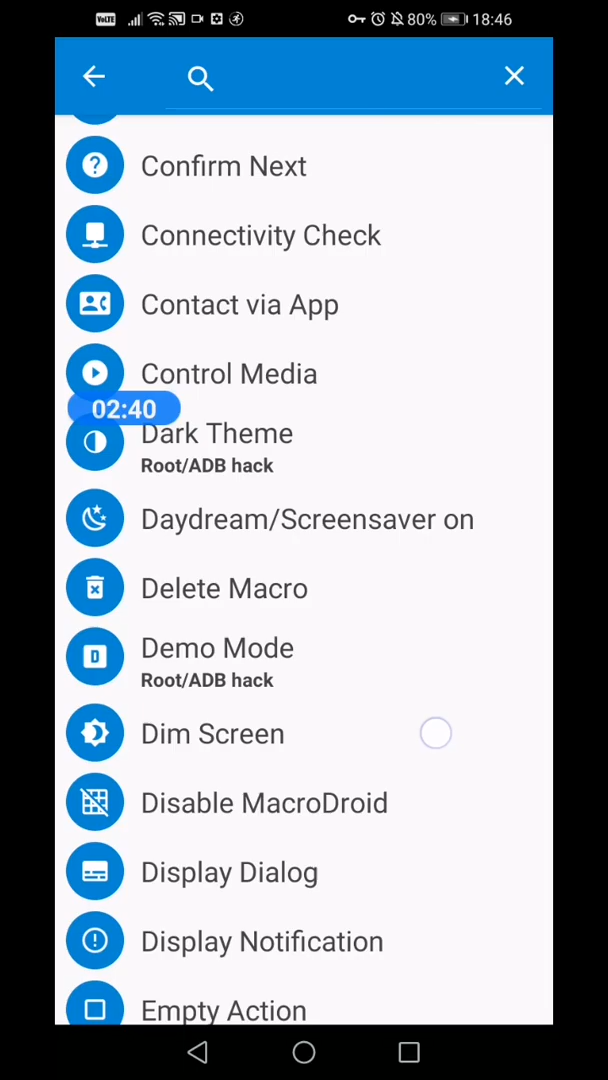 VoLTE 80% 18:46
Confirm Next
Connectivity Check
Contact via App
Control Media
02:40
Dark Theme
Root/ADB hack
Daydream/Screensaver on
Delete Macro
Demo Mode
Root/ADB hack
Dim Screen
Disable MacroDroid
Display Dialog
Display Notification
Empty Action